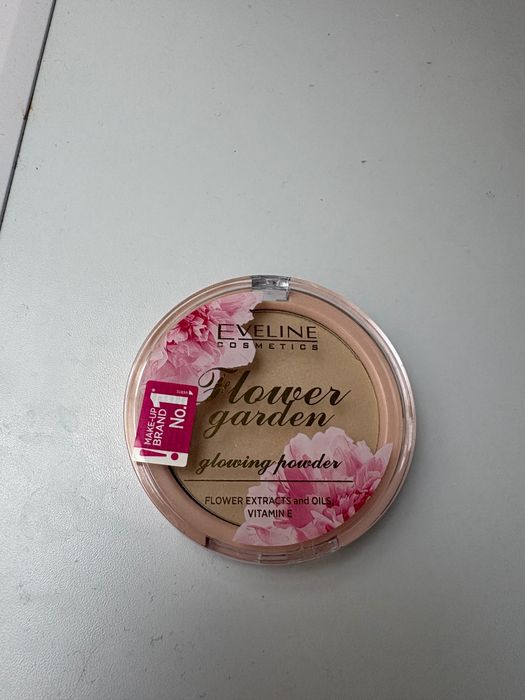 EVELINE
COSMETICS
Flower
garden
glowing powder
FLOWER EXTRACTS and OILS,
VITAMIN E
MAKE-UP
BRAND
No.1